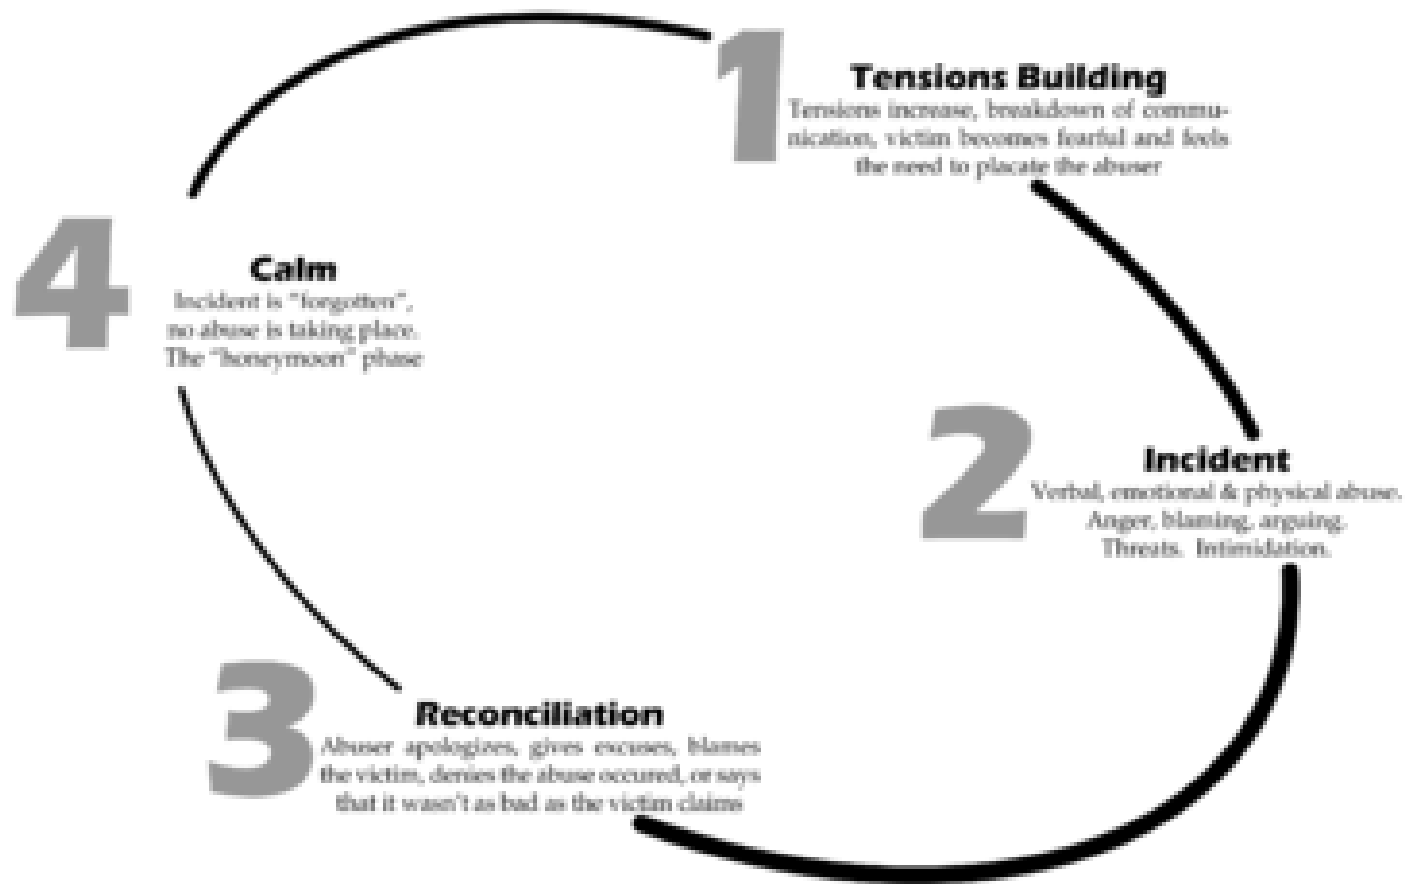 1
Tensions Building
Tensions increase, breakdown of commu-
nication, victim becomes fearful and feels
the need to placate the abuser
2
Incident
Verbal, emotional & physical abuse.
Anger, blaming, arguing.
Threats. Intimidation.
3
Reconciliation
Abuser apologizes, gives excuses, blames
the victim, denies the abuse occured, or says
that it wasn't as bad as the victim claims
4
Calm
Incident is "forgotten",
no abuse is taking place.
The "honeymoon" phase